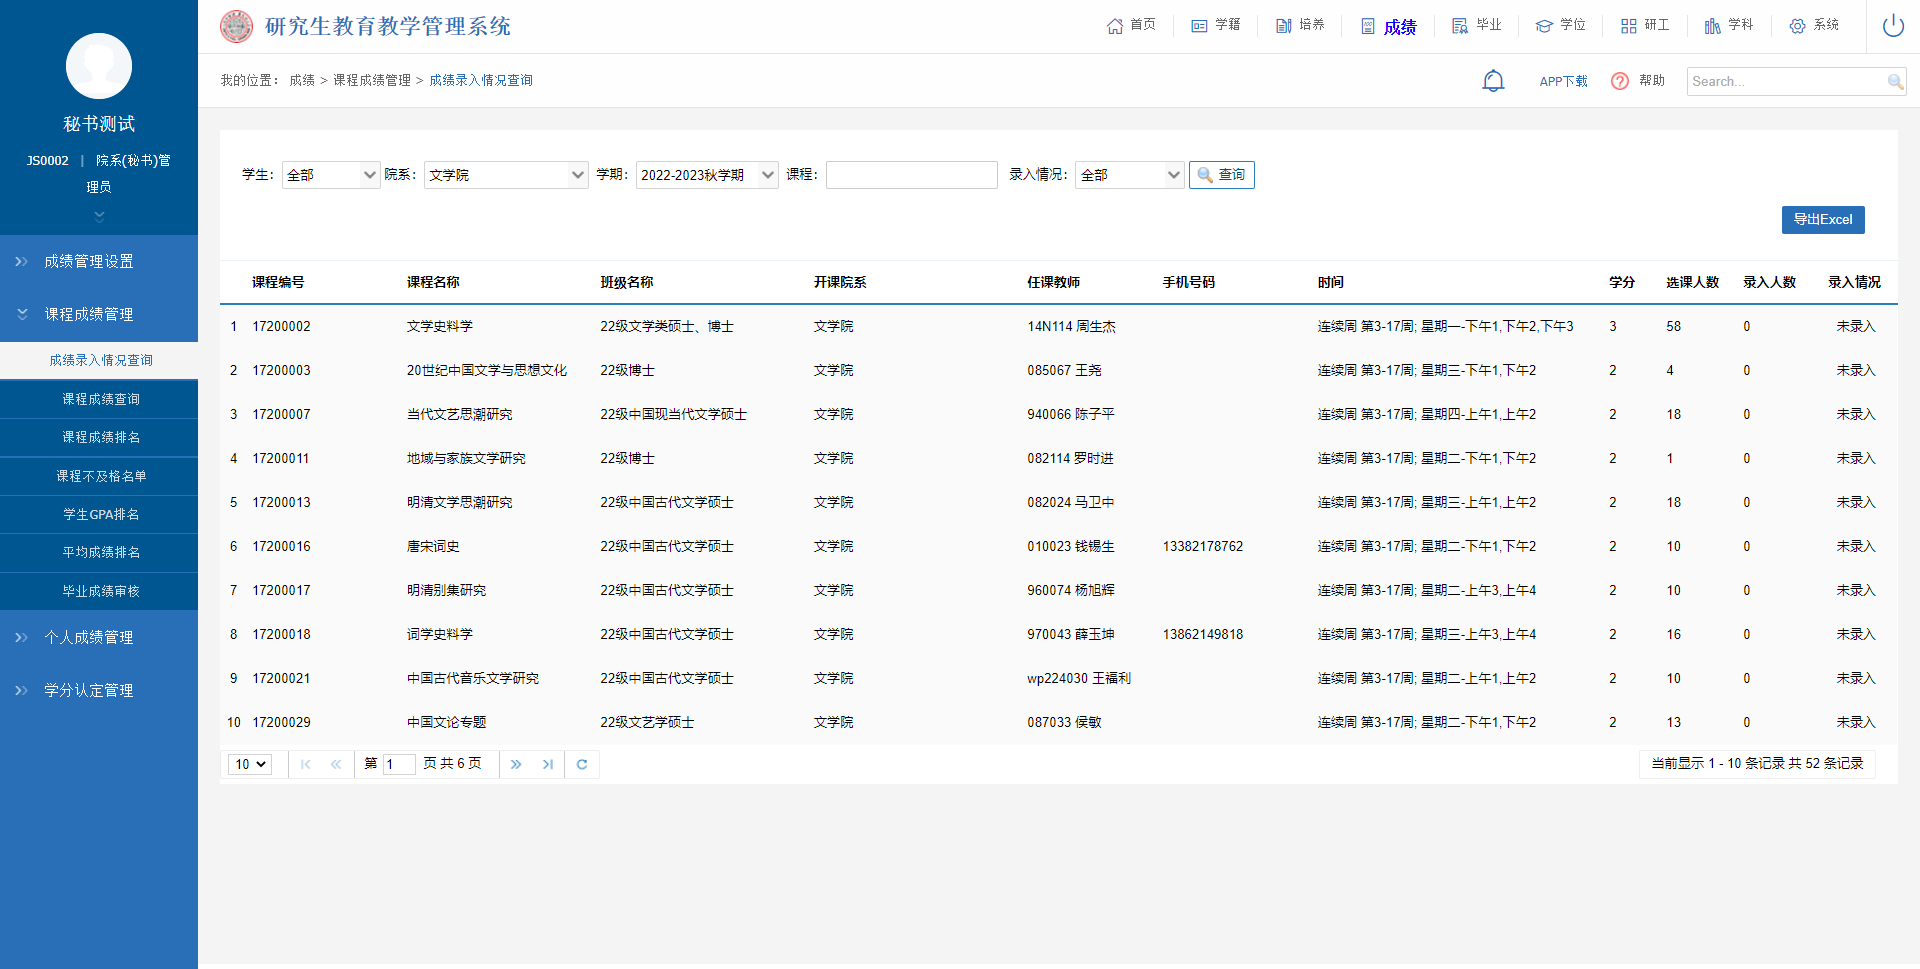 研究生教育教学管理系统
首页 学籍 培养 成绩 毕业 学位 研工 学科 系统
秘书测试
JS0002 | 院系(秘书)管
理员
我的位置： 成绩 > 课程成绩管理 > 成绩录入情况查询
APP下载 帮助 Search...
成绩管理设置
课程成绩管理
成绩录入情况查询
课程成绩查询
课程成绩排名
课程不及格名单
学生GPA排名
平均成绩排名
毕业成绩审核
个人成绩管理
学分认定管理
学生： 全部 院系： 文学院 学期： 2022-2023秋学期 课程： 录入情况： 全部 查询
导出Excel
课程编号 课程名称 班级名称 开课院系 任课教师 手机号码 时间 学分 选课人数 录入人数 录入情况
1 17200002 文学史料学 22级文学类硕士、博士 文学院 14N114 周生杰 连续周 第3-17周; 星期一-下午1,下午2,下午3 3 58 0 未录入
2 17200003 20世纪中国文学与思想文化 22级博士 文学院 085067 王尧 连续周 第3-17周; 星期三-下午1,下午2 2 4 0 未录入
3 17200007 当代文艺思潮研究 22级中国现当代文学硕士 文学院 940066 陈子平 连续周 第3-17周; 星期四-上午1,上午2 2 18 0 未录入
4 17200011 地域与家族文学研究 22级博士 文学院 082114 罗时进 连续周 第3-17周; 星期二-下午1,下午2 2 1 0 未录入
5 17200013 明清文学思潮研究 22级中国古代文学硕士 文学院 082024 马卫中 连续周 第3-17周; 星期三-上午1,上午2 2 18 0 未录入
6 17200016 唐宋词史 22级中国古代文学硕士 文学院 010023 钱锡生 13382178762 连续周 第3-17周; 星期二-下午1,下午2 2 10 0 未录入
7 17200017 明清别集研究 22级中国古代文学硕士 文学院 960074 杨旭辉 连续周 第3-17周; 星期二-上午3,上午4 2 10 0 未录入
8 17200018 词学史料学 22级中国古代文学硕士 文学院 970043 薛玉坤 13862149818 连续周 第3-17周; 星期三-上午3,上午4 2 16 0 未录入
9 17200021 中国古代音乐文学研究 22级中国古代文学硕士 文学院 wp224030 王福利 连续周 第3-17周; 星期二-上午1,上午2 2 10 0 未录入
10 17200029 中国文论专题 22级文艺学硕士 文学院 087033 侯敏 连续周 第3-17周; 星期二-下午1,下午2 2 13 0 未录入
10 第 1 页 共 6 页 当前显示 1 - 10 条记录 共 52 条记录